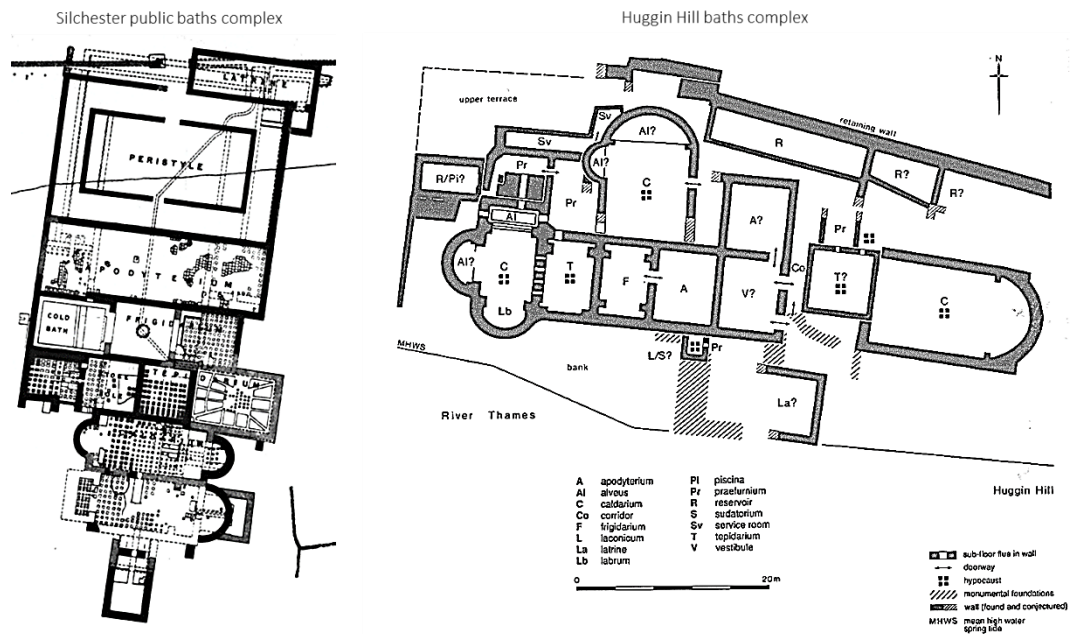 Silchester public baths complex
LATRINE
PERISTYLE
APODYTERIUM
COLD
BATH
FRIGIDARIUM
Huggin Hill baths complex
N
upper terrace
Sv
Al?
retaining wall
Sv
R
R/Pi?
Pr
Al?
C
R?
R?
Pr
A?
Pr
Al
Al?
C
T
F
A
V?
Co
T?
C
Lb
MHWS
L/S?
Pr
bank
La?
River Thames
Huggin Hill
A apodyterium
Al alveus
C caldarium
Co corridor
F frigidarium
L laconicum
La latrine
Lb labrum
Pi piscina
Pr praefurnium
R reservoir
S sudatorium
Sv service room
T tepidarium
V vestibule
0 20m
sub-floor flue in wall
doorway
hypocaust
monumental foundations
wall (found and conjectured)
MHWS mean high water
spring tide